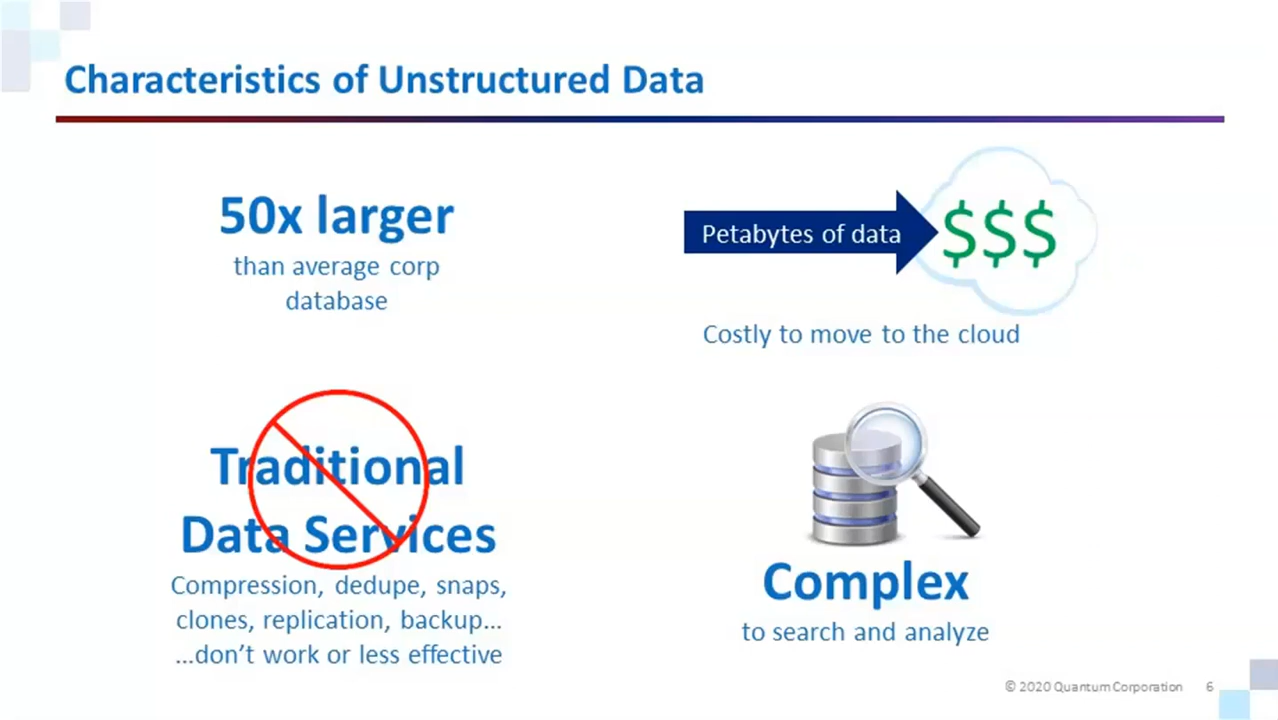 Characteristics of Unstructured Data
50x larger
than average corp
database
Petabytes of data
$$$
Costly to move to the cloud
Traditional
Data Services
Compression, dedupe, snaps,
clones, replication, backup...
...don't work or less effective
Complex
to search and analyze
© 2020 Quantum Corporation 6